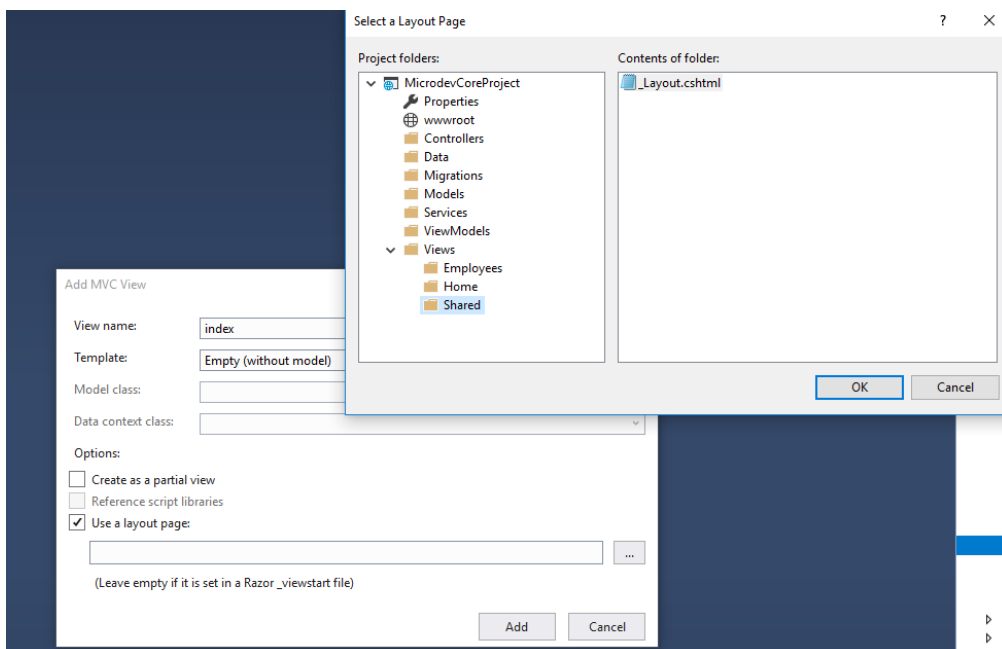 Select a Layout Page
? ×
Project folders:
Contents of folder:
MicrodevCoreProject
Properties
wwwroot
Controllers
Data
Migrations
Models
Services
ViewModels
Views
Employees
Home
Shared
_Layout.cshtml
OK
Cancel
Add MVC View
View name:
index
Template:
Empty (without model)
Model class:
Data context class:
Options:
Create as a partial view
Reference script libraries
Use a layout page:
...
(Leave empty if it is set in a Razor _viewstart file)
Add
Cancel